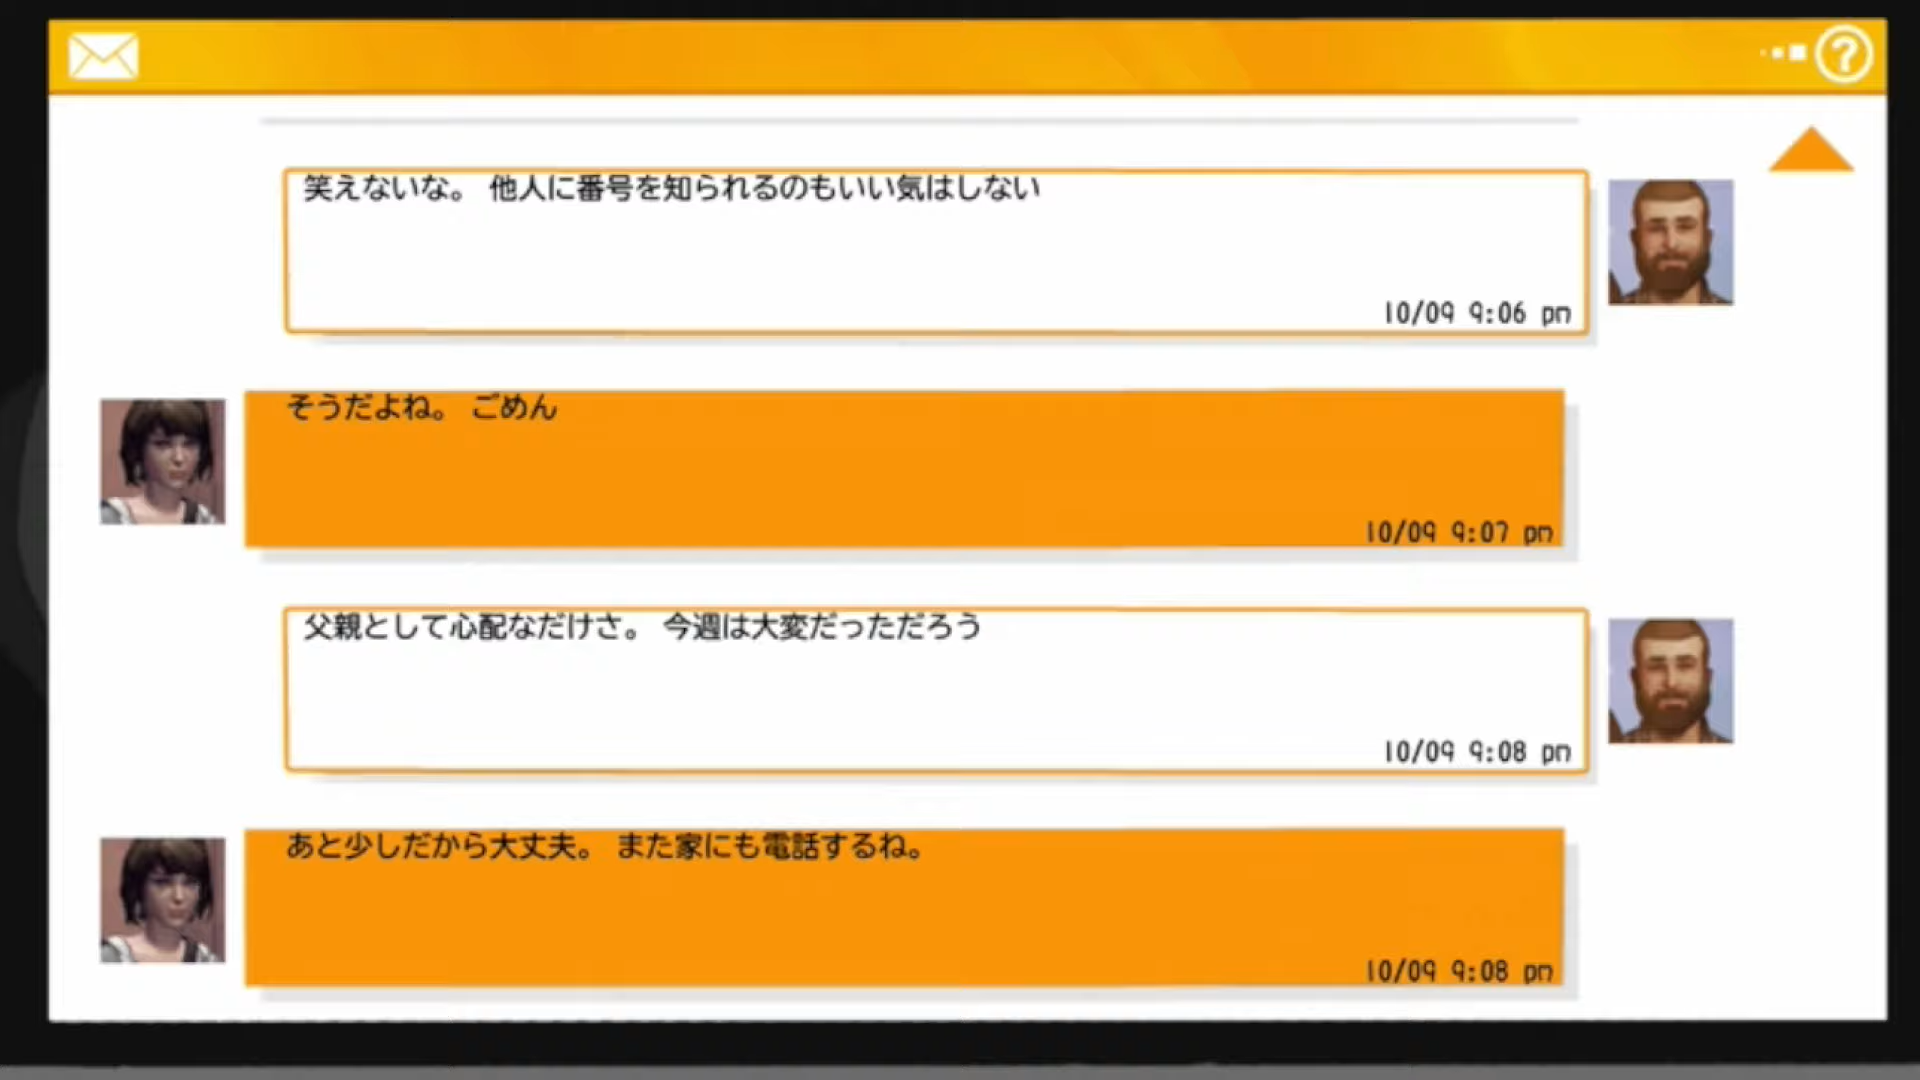 笑えないな。 他人に番号を知られるのもいい気はしない
10/09 9:06 pm
そうだよね。 ごめん
10/09 9:07 pm
父親として心配なだけさ。 今週は大変だっただろう
10/09 9:08 pm
あと少しだから大丈夫。 また家にも電話するね。
10/09 9:08 pm